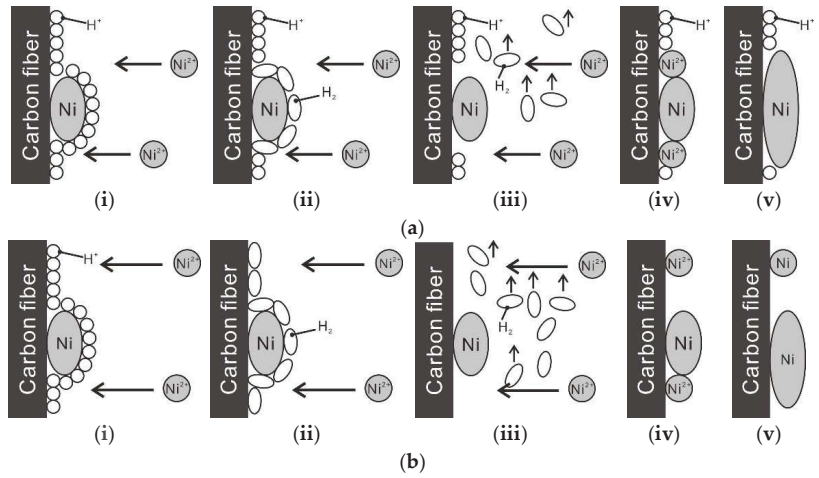 Carbon fiber H⁺ Ni Ni²⁺ Ni²⁺
Carbon fiber H⁺ Ni H₂ Ni²⁺ Ni²⁺
Carbon fiber H⁺ Ni H₂ Ni²⁺ Ni²⁺
Carbon fiber H⁺ Ni²⁺ Ni Ni²⁺
Carbon fiber H⁺ Ni
(i) (ii) (iii) (iv) (v)
(a)
Carbon fiber H⁺ Ni Ni²⁺ Ni²⁺
Carbon fiber Ni H₂ Ni²⁺ Ni²⁺
Carbon fiber Ni H₂ Ni²⁺ Ni²⁺
Carbon fiber Ni²⁺ Ni Ni²⁺
Carbon fiber Ni Ni
(i) (ii) (iii) (iv) (v)
(b)